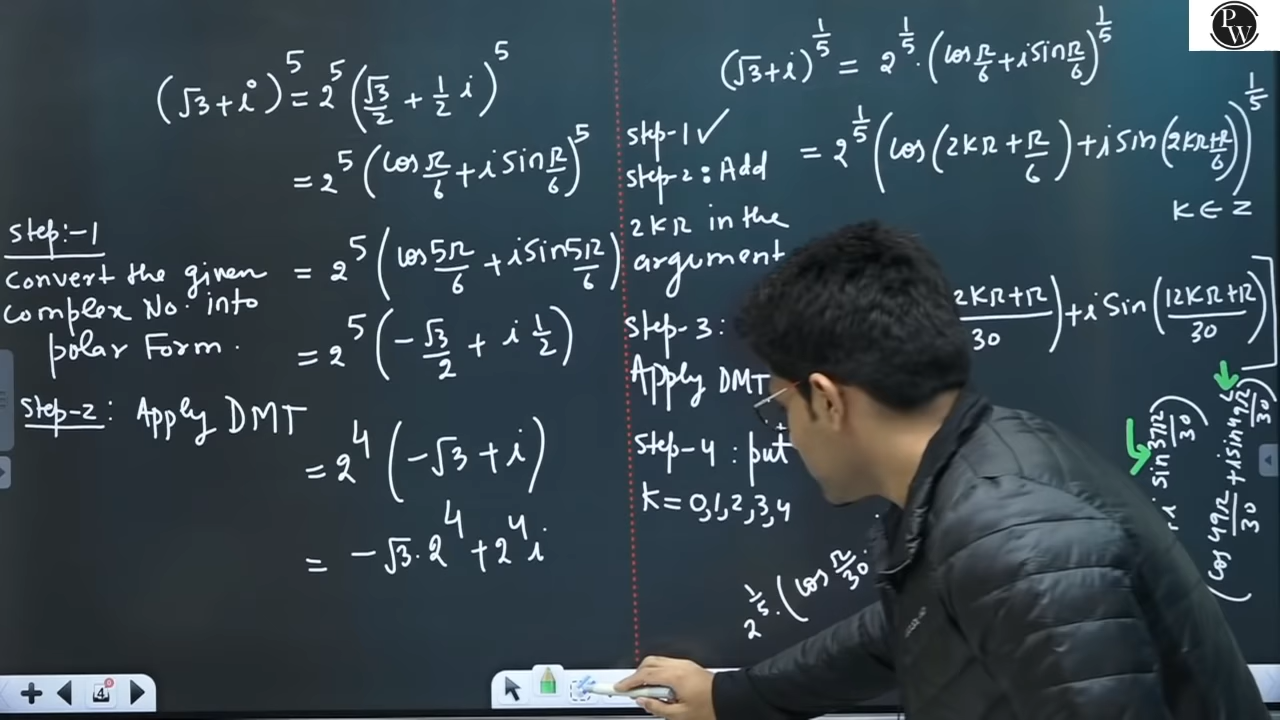 (√3+i)^5 = 2^5 (√3/2 + 1/2 i)^5
= 2^5 (cos π/6 + i sin π/6)^5
Step:-1
Convert the given
complex No. into
polar Form.
= 2^5 (cos 5π/6 + i sin 5π/6)
= 2^5 (-√3/2 + i 1/2)
Step-2: Apply DMT
= 2^4 (-√3 + i)
= -√3.2^4 + 2^4 i
(√3+i)^1/5 = 2^1/5 . (cos π/6 + i sin π/6)^1/5
step-1 ✓
step-2: Add
2Kπ in the
argument
= 2^1/5 (cos (2Kπ + π/6) + i sin (2Kπ + π/6))^1/5
K ∈ Z
Step-3:
Apply DMT
2Kπ+π/30) + i Sin (12Kπ+π/30)]
Step-4: put
K = 0,1,2,3,4
2^1/5 . (cos π/30
i sin 37π/30)
(cos 49π/30 + i sin 49π/30)
PW
4